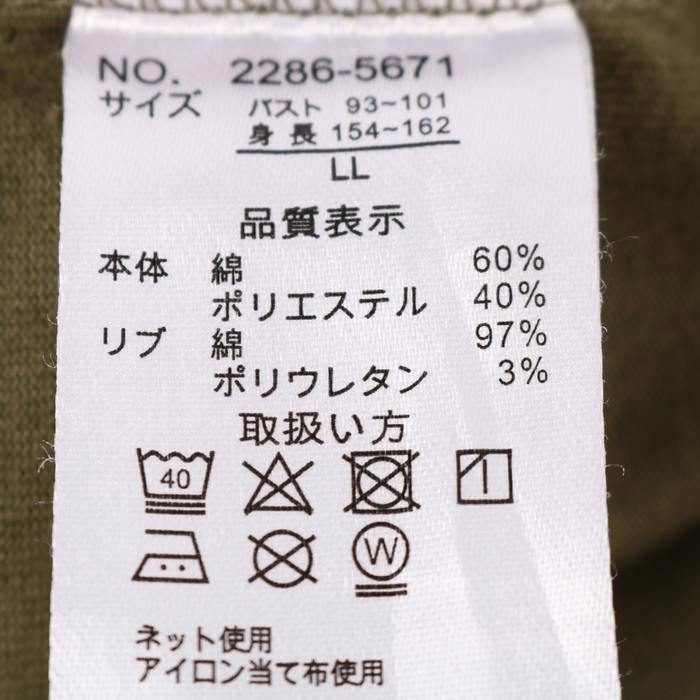 NO. 2286-5671
サイズ バスト 93~101
身長 154~162
LL
品質表示
本体 綿 60%
ポリエステル 40%
リブ 綿 97%
ポリウレタン 3%
取扱い方
40
W
ネット使用
アイロン当て布使用